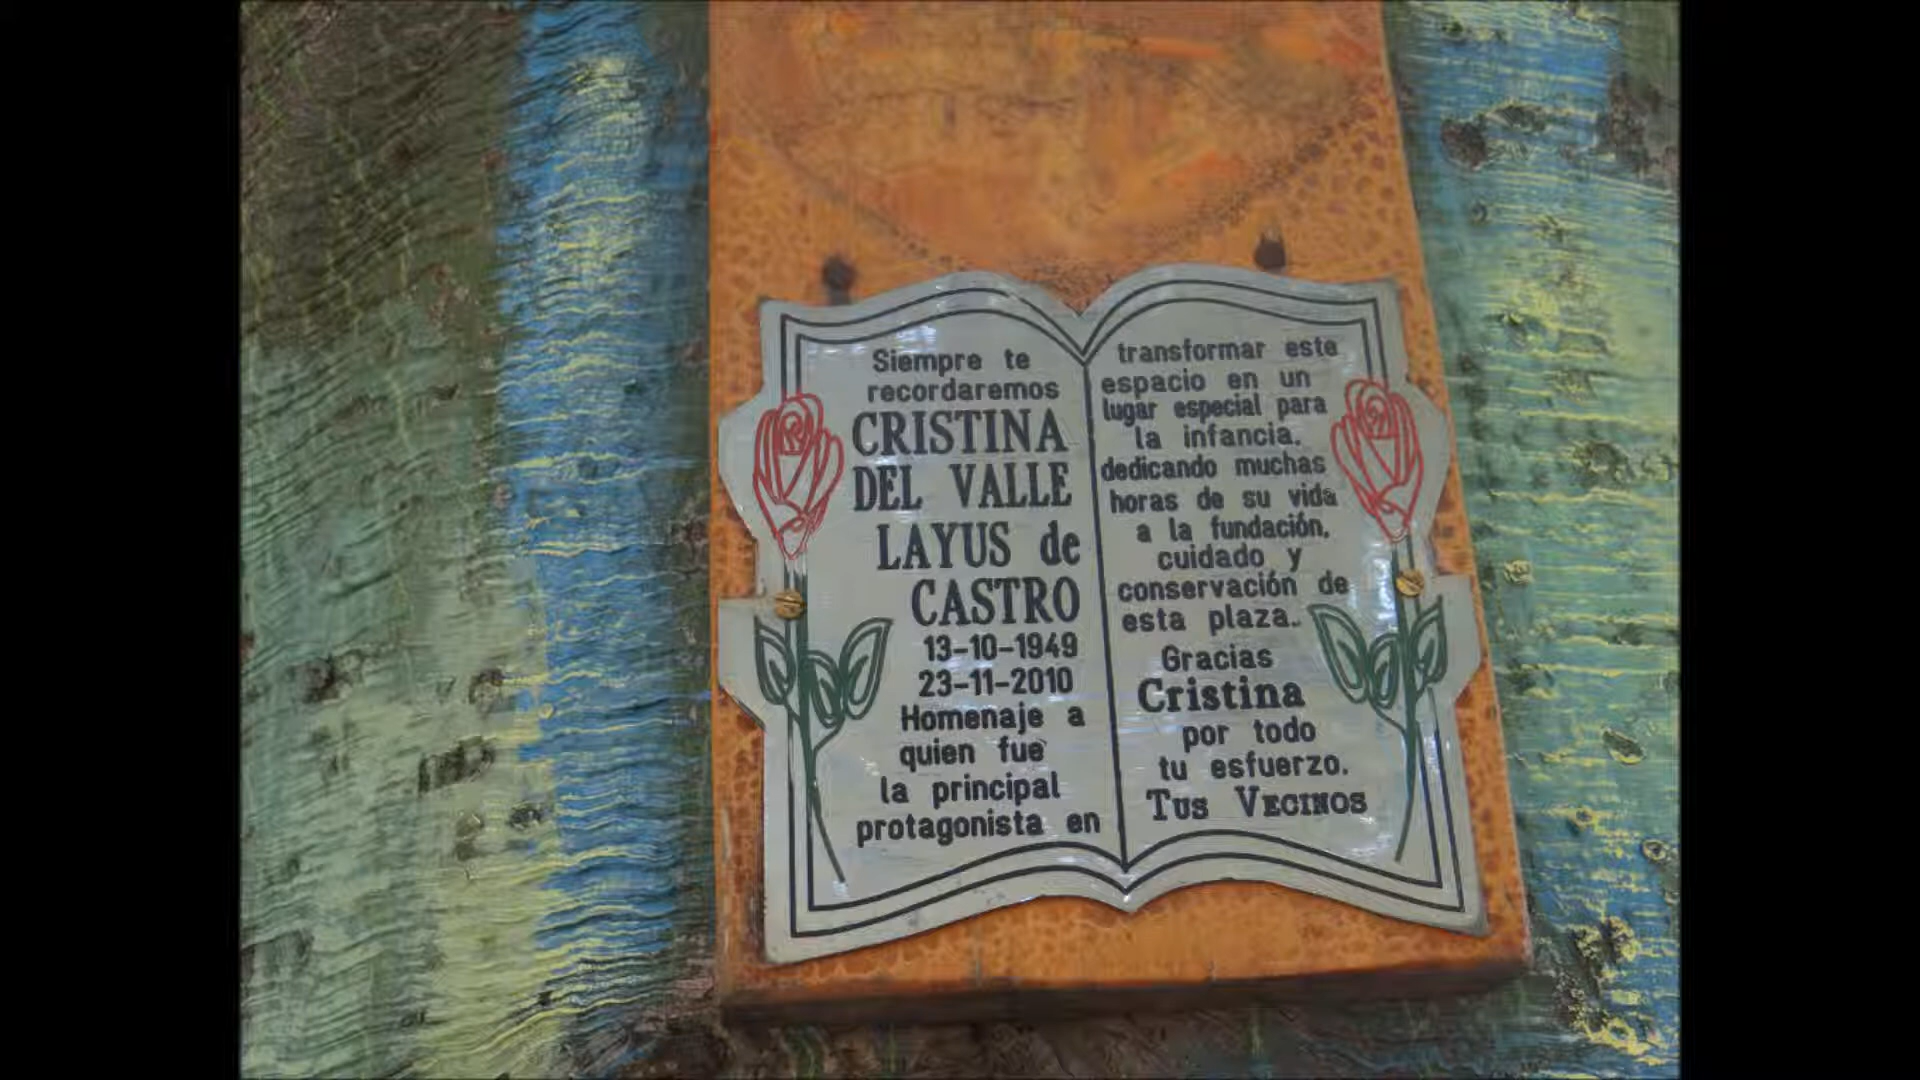 Siempre te
recordaremos
CRISTINA
DEL VALLE
LAYUS de
CASTRO
13-10-1949
23-11-2010
Homenaje a
quien fue
la principal
protagonista en
transformar este
espacio en un
lugar especial para
la infancia,
dedicando muchas
horas de su vida
a la fundación,
cuidado y
conservación de
esta plaza..
Gracias
Cristina
por todo
tu esfuerzo.
TUS VECINOS